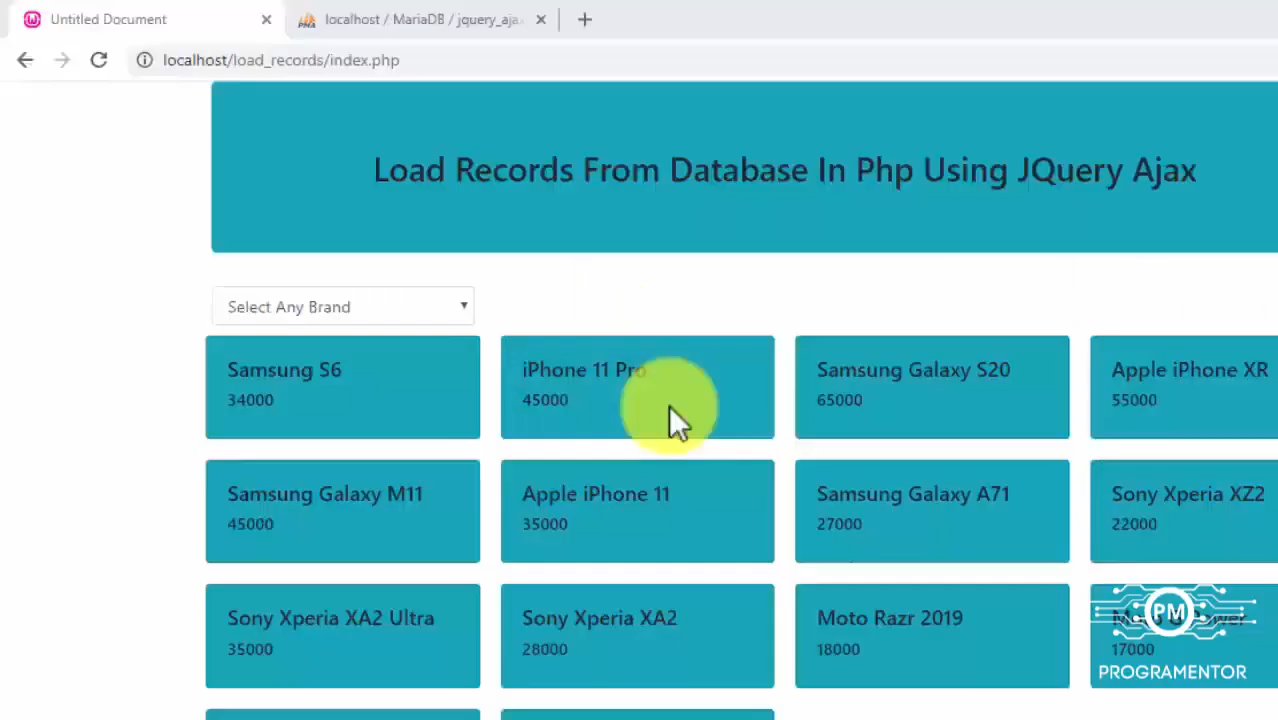 Untitled Document
localhost / MariaDB / jquery_aja
localhost/load_records/index.php
Load Records From Database In Php Using JQuery Ajax
Select Any Brand
Samsung S6
34000
iPhone 11 Pro
45000
Samsung Galaxy S20
65000
Apple iPhone XR
55000
Samsung Galaxy M11
45000
Apple iPhone 11
35000
Samsung Galaxy A71
27000
Sony Xperia XZ2
22000
Sony Xperia XA2 Ultra
35000
Sony Xperia XA2
28000
Moto Razr 2019
18000
Power
17000
PM
PROGRAMENTOR